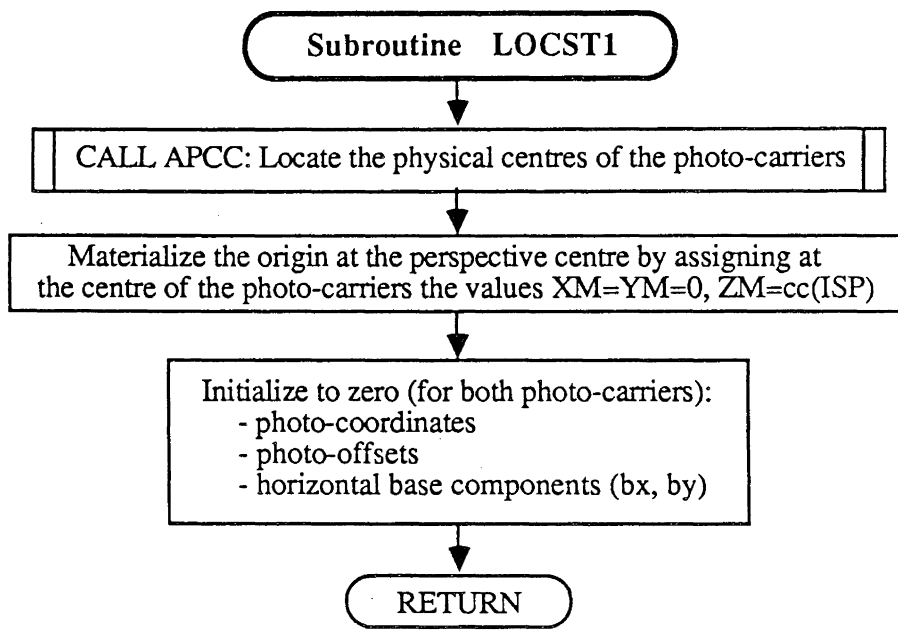 Subroutine LOCST1
CALL APCC: Locate the physical centres of the photo-carriers
Materialize the origin at the perspective centre by assigning at
the centre of the photo-carriers the values XM=YM=0, ZM=cc(ISP)
Initialize to zero (for both photo-carriers):
- photo-coordinates
- photo-offsets
- horizontal base components (bx, by)
RETURN